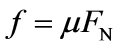 f = μF_N